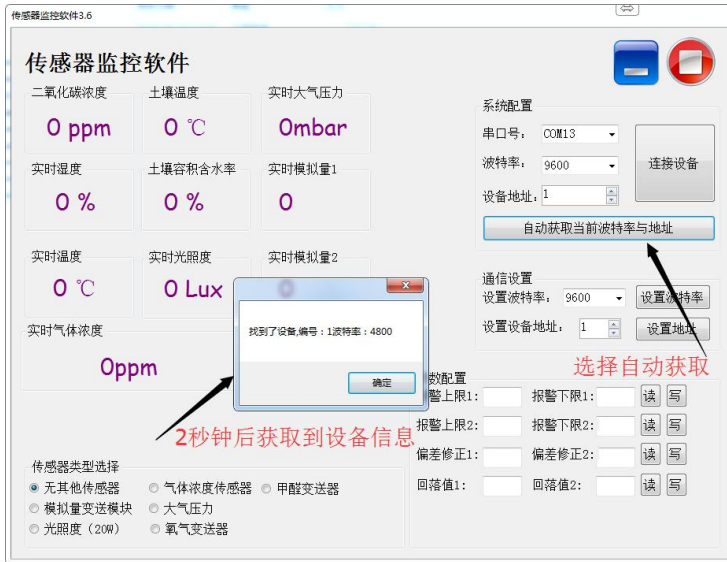 传感器监控软件3.6
传感器监控软件
二氧化碳浓度
0 ppm
土壤温度
0 ℃
实时大气压力
0mbar
实时湿度
0 %
土壤容积含水率
0 %
实时模拟量1
0
实时温度
0 ℃
实时光照度
0 Lux
实时模拟量2
0
实时气体浓度
0ppm
系统配置
串口号： COM13
波特率： 9600
设备地址： 1
连接设备
自动获取当前波特率与地址
通信设置
设置波特率： 9600 设置波特率
设置设备地址： 1 设置地址
选择自动获取
找到了设备,编号：1波特率：4800
确定
2秒钟后获取到设备信息
数配置
警上限1: 报警下限1: 读 写
报警上限2: 报警下限2: 读 写
偏差修正1: 偏差修正2: 读 写
回落值1: 回落值2: 读 写
传感器类型选择
无其他传感器 气体浓度传感器 甲醛变送器
模拟量变送模块 大气压力
光照度（20W） 氧气变送器